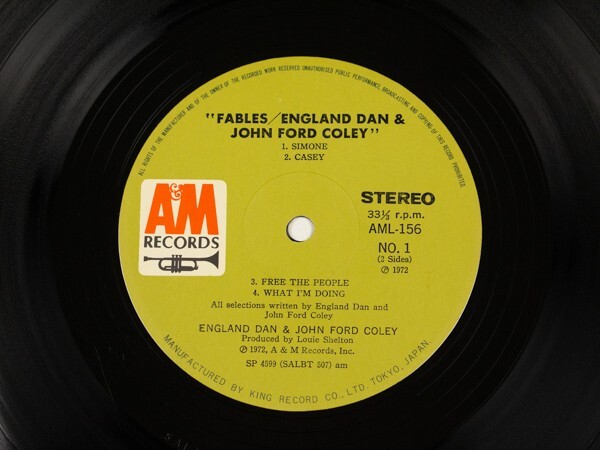 ALL RIGHTS OF THE MANUFACTURER AND OF THE OWNER OF THE RECORDED WORK RESERVED UNAUTHORISED PUBLIC PERFORMANCE, BROADCASTING AND COPYING OF THIS RECORD PROHIBITED
"FABLES/ENGLAND DAN &
JOHN FORD COLEY"
1. SIMONE
2. CASEY
A&M
RECORDS
STEREO
33⅓ r.p.m.
AML-156
NO. 1
(2 Sides)
℗ 1972
3. FREE THE PEOPLE
4. WHAT I'M DOING
All selections written by England Dan and
John Ford Coley
ENGLAND DAN & JOHN FORD COLEY
Produced by Louie Shelton
℗ 1972, A & M Records, Inc.
SP 4599 (SALBT 507) am
MANUFACTURED BY KING RECORD CO., LTD. TOKYO, JAPAN.